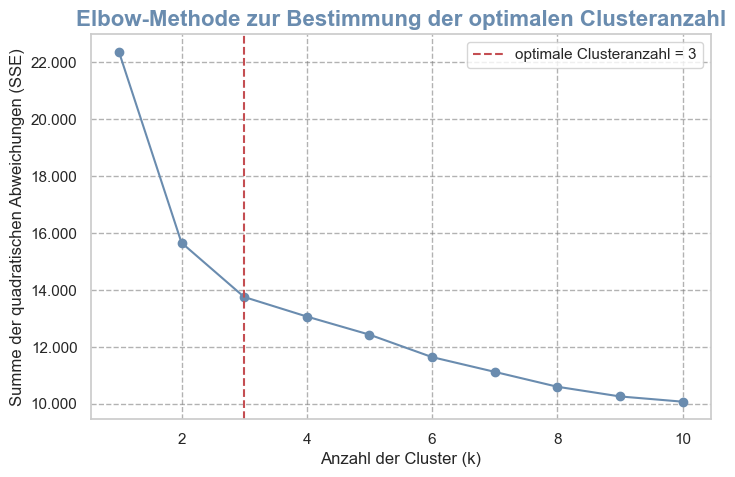 Elbow-Methode zur Bestimmung der optimalen Clusteranzahl
optimale Clusteranzahl = 3
Summe der quadratischen Abweichungen (SSE)
22.000
20.000
18.000
16.000
14.000
12.000
10.000
2 4 6 8 10
Anzahl der Cluster (k)